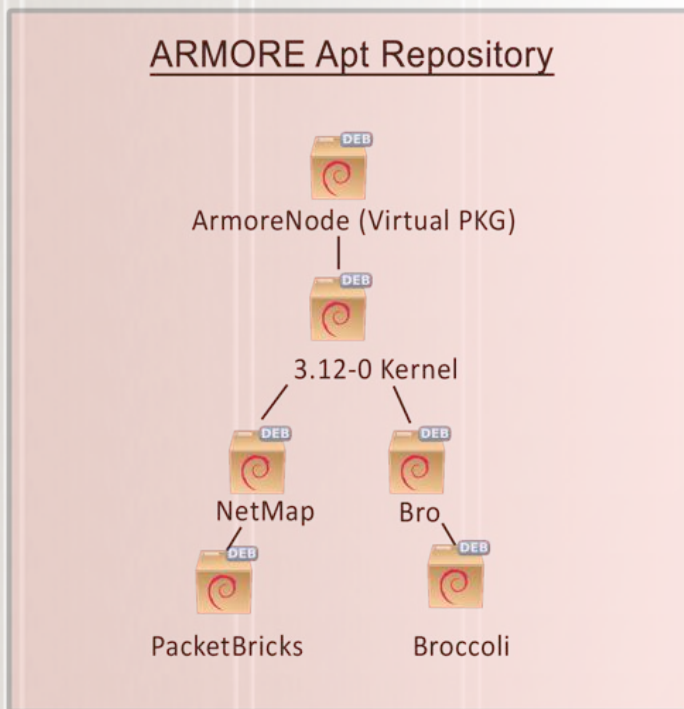 ARMORE Apt Repository
DEB
ArmoreNode (Virtual PKG)
DEB
3.12-0 Kernel
DEB
DEB
NetMap
Bro
DEB
DEB
PacketBricks
Broccoli